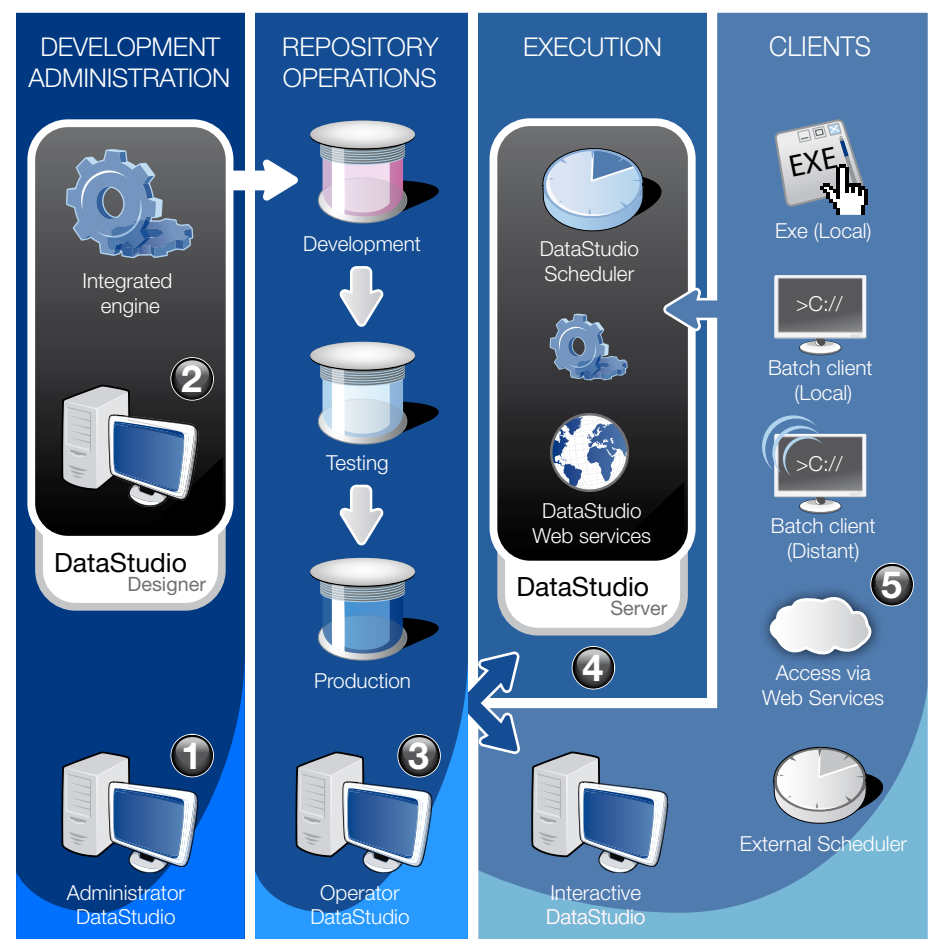 DEVELOPMENT
ADMINISTRATION
Integrated
engine
2
DataStudio
Designer
1
Administrator
DataStudio
REPOSITORY
OPERATIONS
Development
Testing
Production
3
Operator
DataStudio
EXECUTION
DataStudio
Scheduler
DataStudio
Web services
DataStudio
Server
4
Interactive
DataStudio
CLIENTS
EXE
Exe (Local)
>C://
Batch client
(Local)
>C://
Batch client
(Distant)
5
Access via
Web Services
External Scheduler